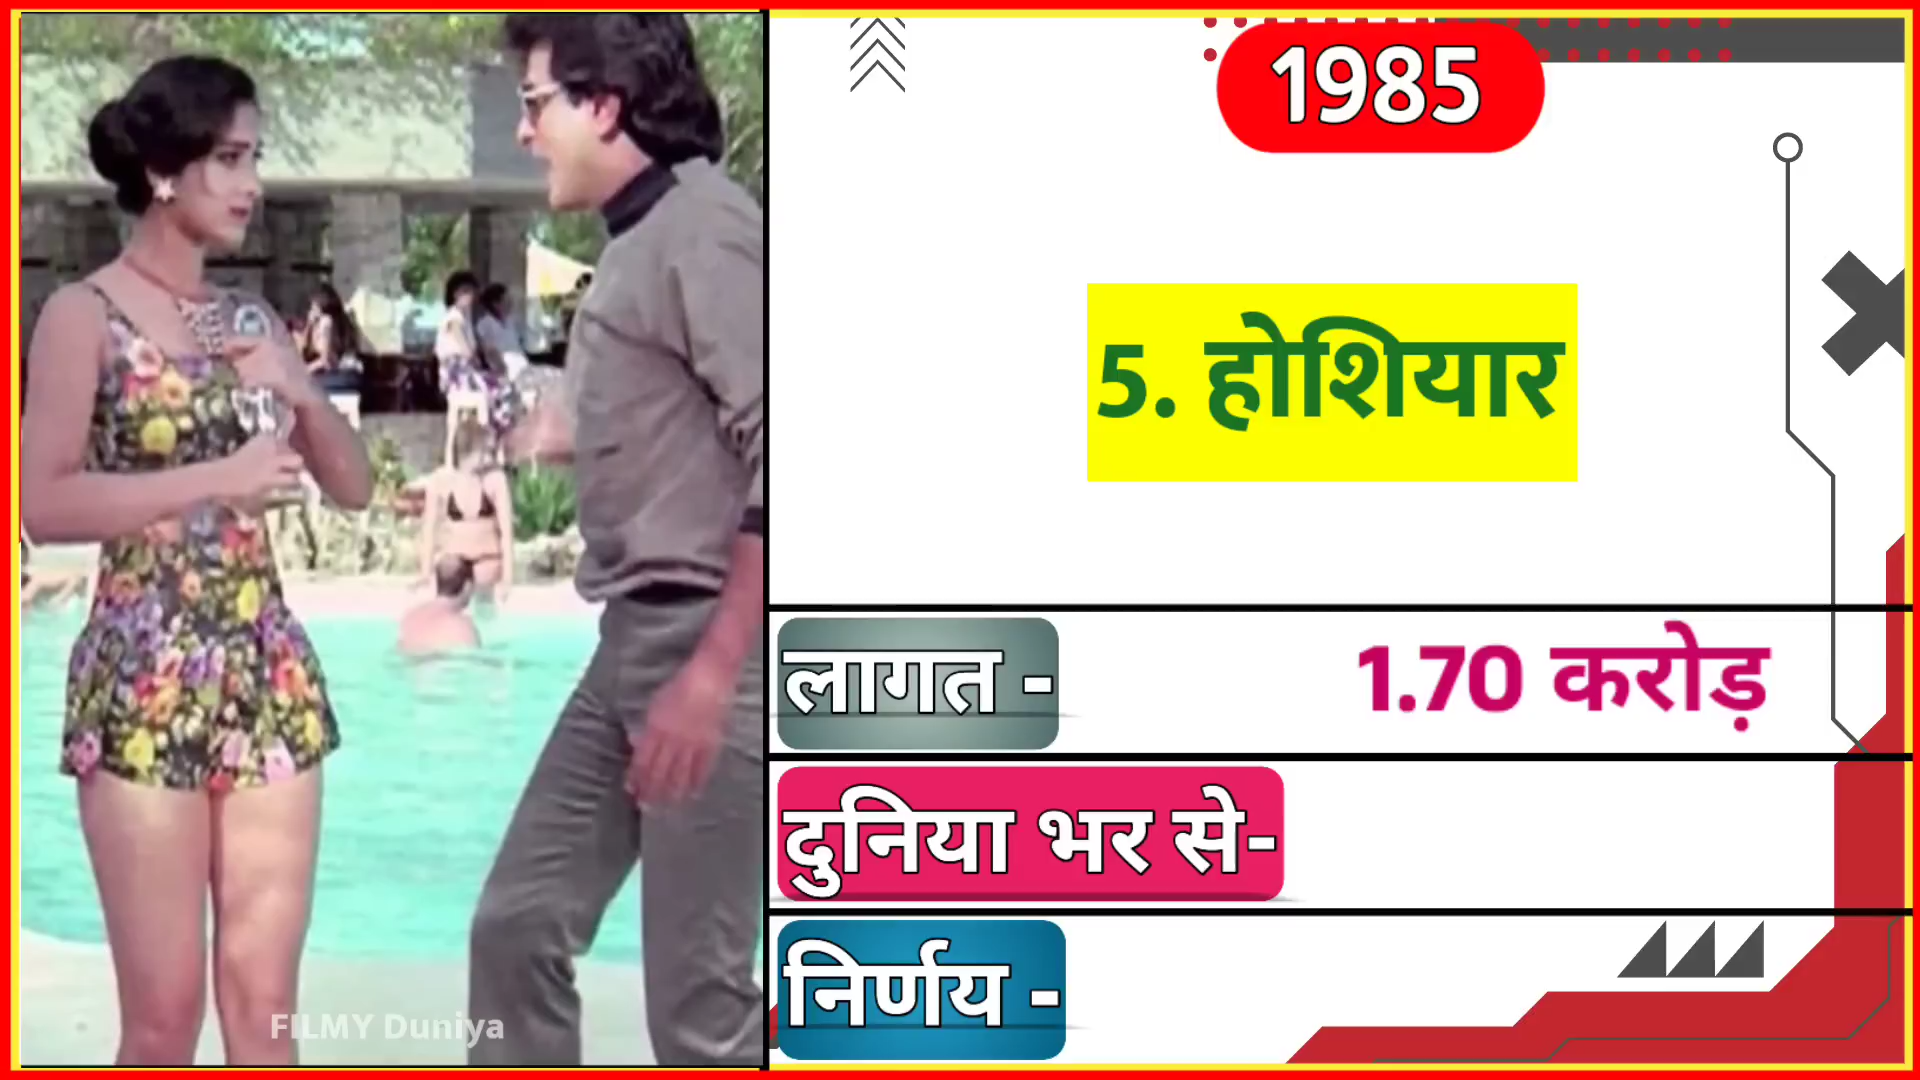 1985
5. होशियार
लागत - 1.70 करोड़
दुनिया भर से-
निर्णय -
FILMY Duniya